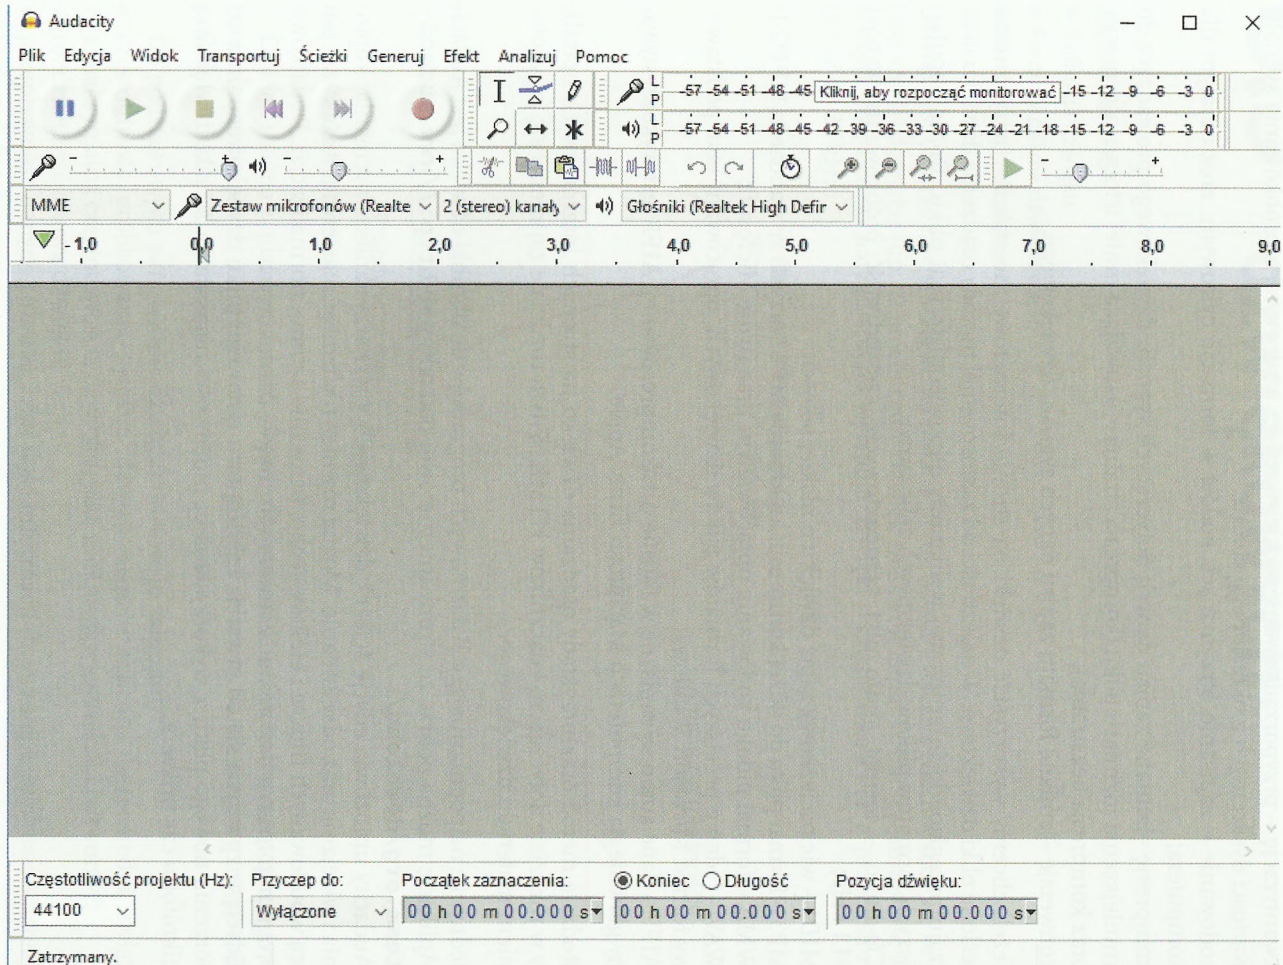 Audacity
Plik Edycja Widok Transportuj Ścieżki Generuj Efekt Analizuj Pomoc
L
P
-57 -54 -51 -48 -45 Kliknij, aby rozpocząć monitorować -15 -12 -9 -6 -3 0
L
P
-57 -54 -51 -48 -45 -42 -39 -36 -33 -30 -27 -24 -21 -18 -15 -12 -9 -6 -3 0
- + - + - +
MME Zestaw mikrofonów (Realte 2 (stereo) kanały Głośniki (Realtek High Defir
-1,0 0,0 1,0 2,0 3,0 4,0 5,0 6,0 7,0 8,0 9,0
Częstotliwość projektu (Hz): Przyczep do: Początek zaznaczenia: Koniec Długość Pozycja dźwięku:
44100 Wyłączone 00 h 00 m 00.000 s 00 h 00 m 00.000 s 00 h 00 m 00.000 s
Zatrzymany.